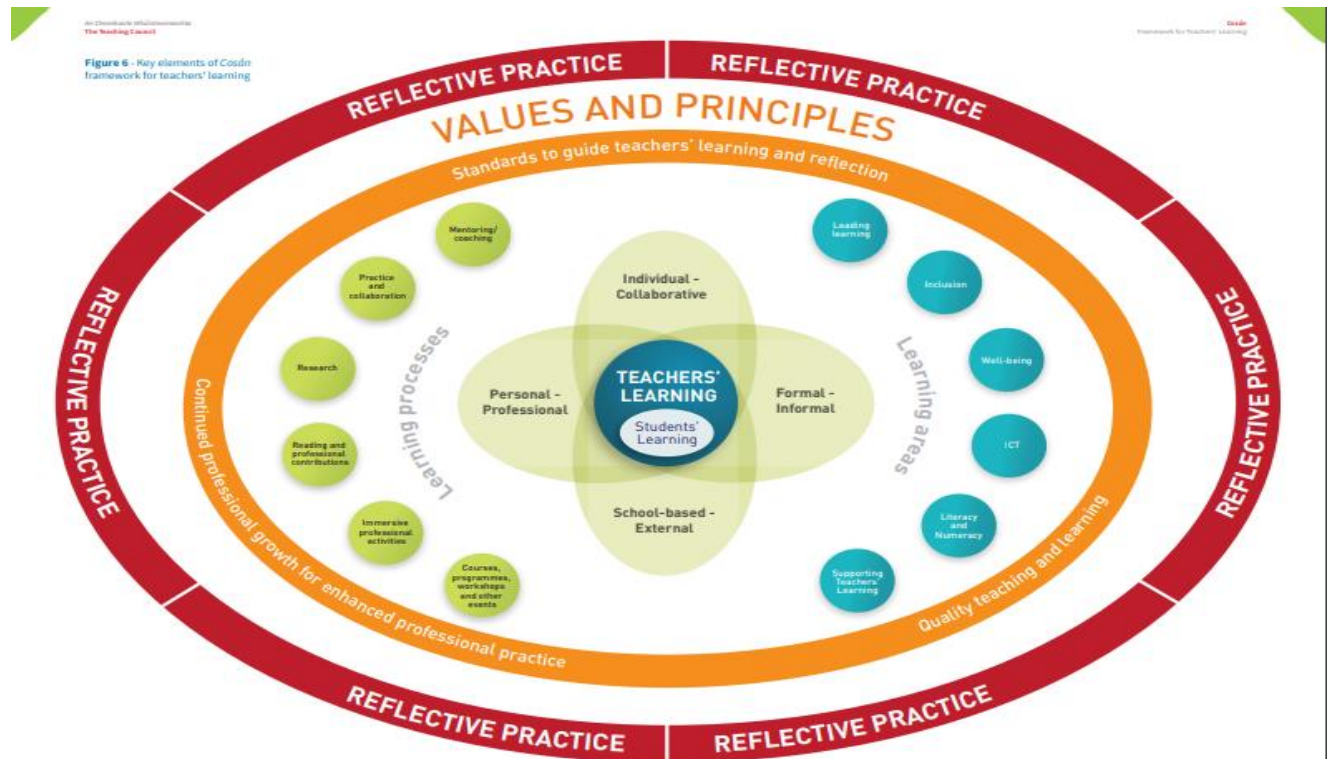 An Chomhairle Mhúinteoireachta
The Teaching Council
Cosán
Framework for Teachers' Learning
Figure 6 - Key elements of Cosán
framework for teachers' learning
REFLECTIVE PRACTICE
REFLECTIVE PRACTICE
VALUES AND PRINCIPLES
Standards to guide teachers' learning and reflection
Mentoring/
coaching
Practice
and
collaboration
Research
Reading and
professional
contributions
Immersive
professional
activities
Courses,
programmes,
workshops
and other
events
Learning processes
Individual -
Collaborative
Personal -
Professional
TEACHERS'
LEARNING
Students'
Learning
Formal -
Informal
School-based -
External
Learning areas
Leading
learning
Inclusion
Well-being
ICT
Literacy
and
Numeracy
Supporting
Teachers'
Learning
Continued professional growth for enhanced professional practice
Quality teaching and learning
REFLECTIVE PRACTICE
REFLECTIVE PRACTICE
REFLECTIVE PRACTICE
REFLECTIVE PRACTICE